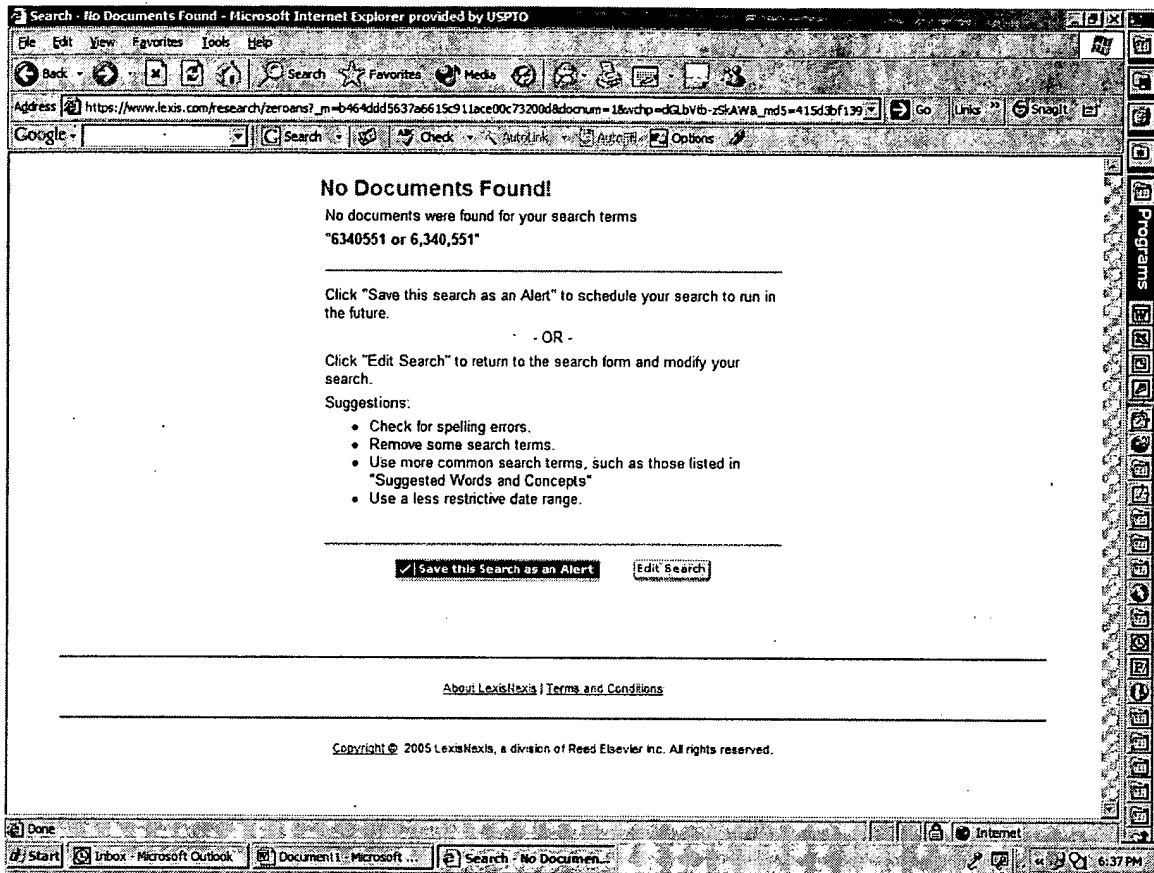 Search - No Documents Found - Microsoft Internet Explorer provided by USPTO
File Edit View Favorites Tools Help
Back Search Favorites Media
Address https://www.lexis.com/research/zeroans?_m=b464ddd5637a6615c911ace00c73200d&docnum=1&wchp=dGLbVtb-zSkAW&_md5=415d3bf139 Go Links » SnagIt
Google Search Check AutoLink AutoFill Options
No Documents Found!
No documents were found for your search terms
"6340551 or 6,340,551"
Click "Save this search as an Alert" to schedule your search to run in
the future.
- OR -
Click "Edit Search" to return to the search form and modify your
search.
Suggestions:
• Check for spelling errors.
• Remove some search terms.
• Use more common search terms, such as those listed in
"Suggested Words and Concepts"
• Use a less restrictive date range.
Save this Search as an Alert Edit Search
About LexisNexis | Terms and Conditions
Copyright © 2005 LexisNexis, a division of Reed Elsevier Inc. All rights reserved.
Programs
Done Internet
Start Inbox - Microsoft Outlook Document1 - Microsoft ... Search - No Documen... « 6:37 PM